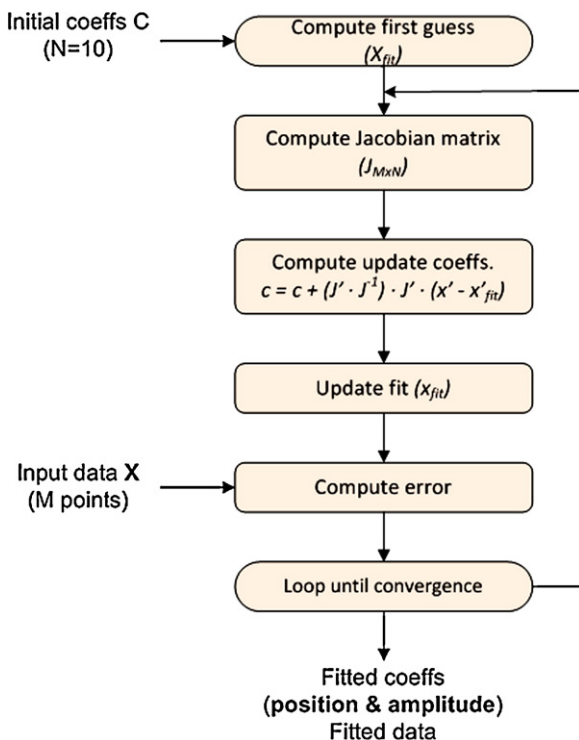 Initial coeffs C
(N=10)
Compute first guess
(X_fit)
Compute Jacobian matrix
(J_MxN)
Compute update coeffs.
c = c + (J' · J^-1) · J' · (x' - x'_fit)
Update fit (x_fit)
Input data X
(M points)
Compute error
Loop until convergence
Fitted coeffs
(position & amplitude)
Fitted data